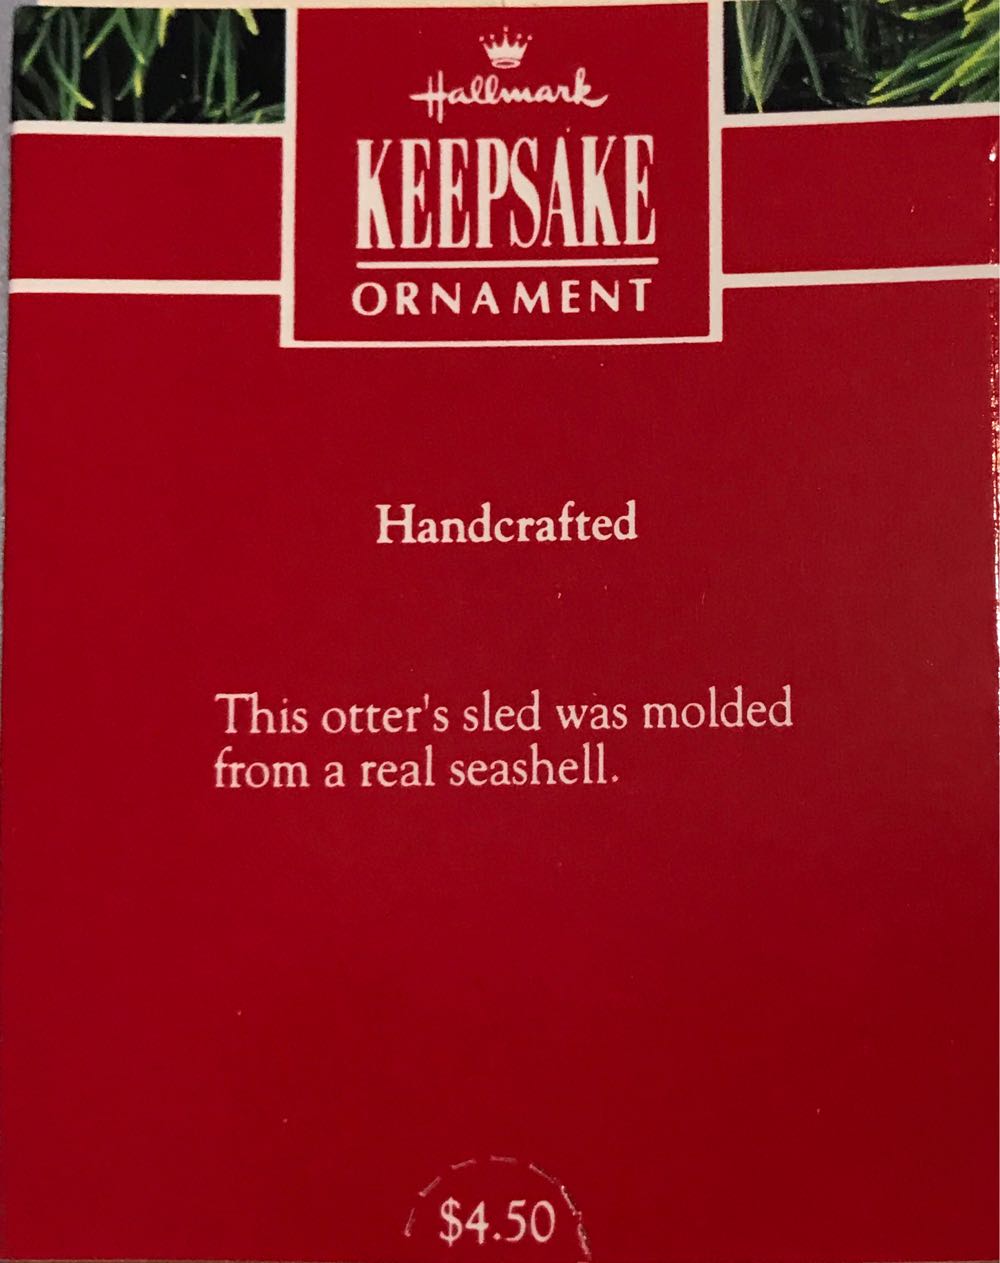 Hallmark
KEEPSAKE
ORNAMENT
Handcrafted
This otter's sled was molded
from a real seashell.
$4.50